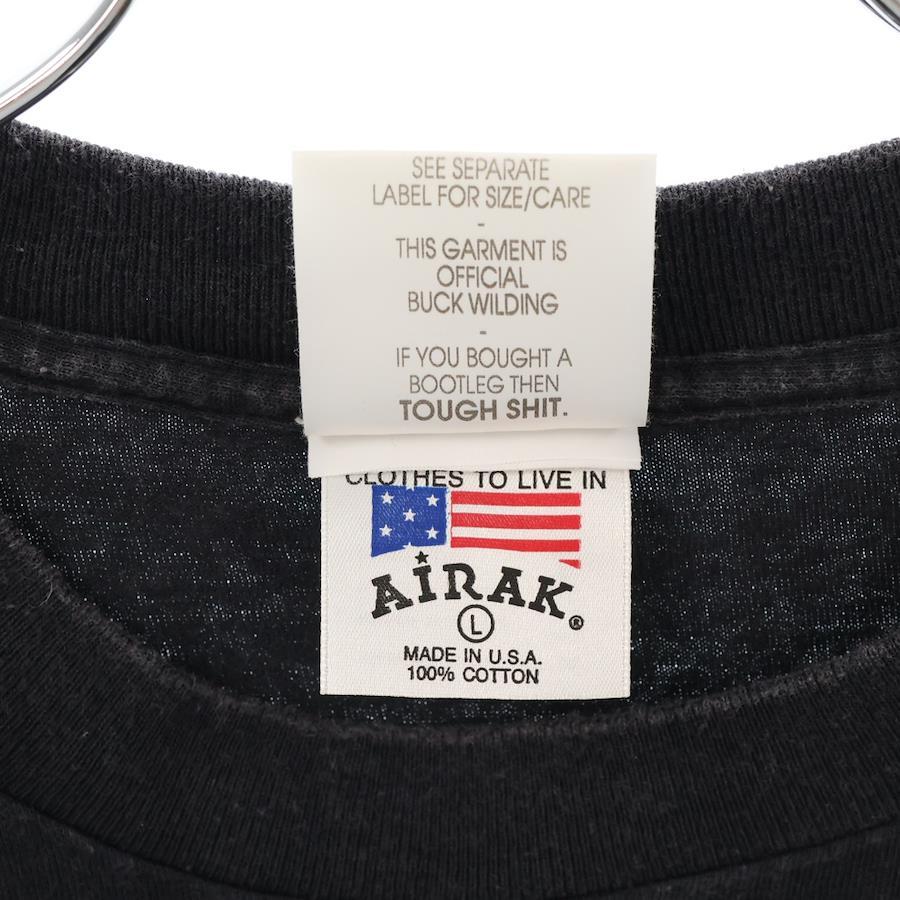 SEE SEPARATE
LABEL FOR SIZE/CARE
-
THIS GARMENT IS
OFFICIAL
BUCK WILDING
-
IF YOU BOUGHT A
BOOTLEG THEN
TOUGH SHIT.
CLOTHES TO LIVE IN
AiRAK®
L
MADE IN U.S.A.
100% COTTON